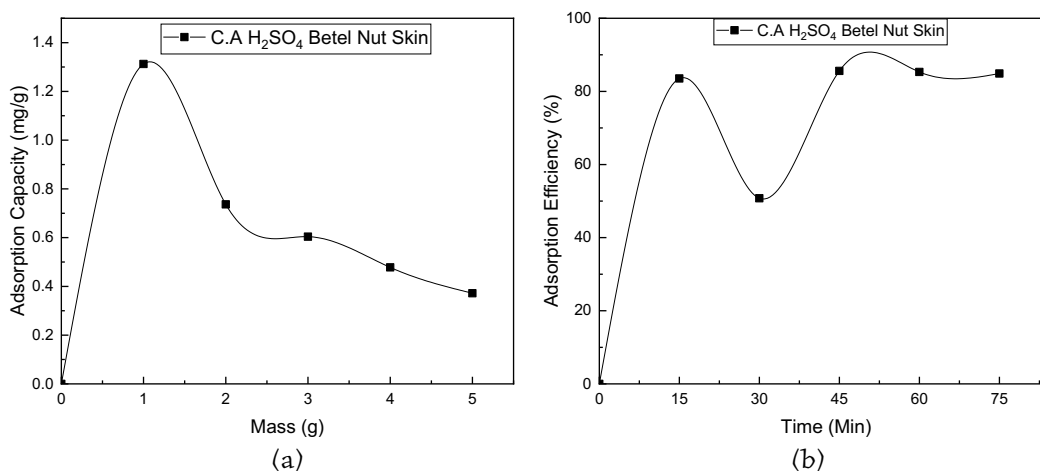 C.A H₂SO₄ Betel Nut Skin
Adsorption Capacity (mg/g)
1.4
1.2
1.0
0.8
0.6
0.4
0.2
0.0
0 1 2 3 4 5
Mass (g)
(a)
C.A H₂SO₄ Betel Nut Skin
Adsorption Efficiency (%)
100
80
60
40
20
0
0 15 30 45 60 75
Time (Min)
(b)